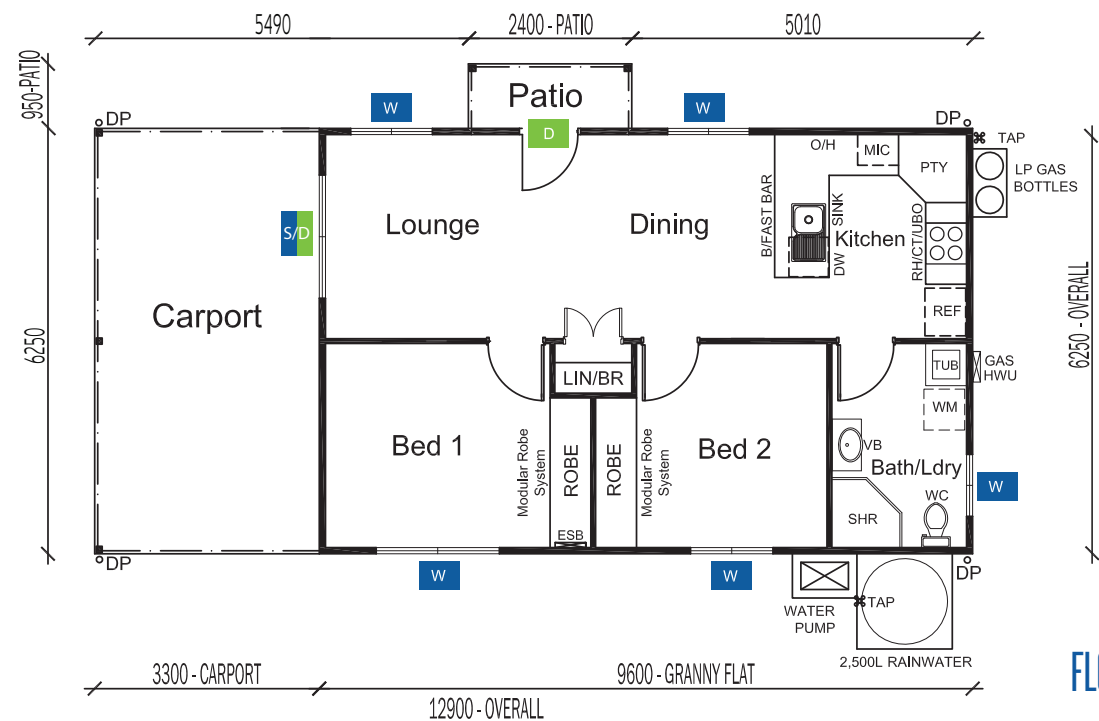 5490
2400 - PATIO
5010
950-PATIO
Patio
W
W
D
DP
DP
TAP
LP GAS
BOTTLES
O/H
MIC
PTY
B/FAST BAR
SINK
DW
Kitchen
RH/CT/UBO
REF
S/D
Lounge
Dining
Carport
6250
6250 - OVERALL
LIN/BR
TUB
GAS
HWU
WM
Bed 1
Modular Robe
System
ROBE
ROBE
Modular Robe
System
Bed 2
VB
Bath/Ldry
W
WC
SHR
ESB
DP
DP
W
W
WATER
PUMP
TAP
2,500L RAINWATER
3300 - CARPORT
9600 - GRANNY FLAT
12900 - OVERALL